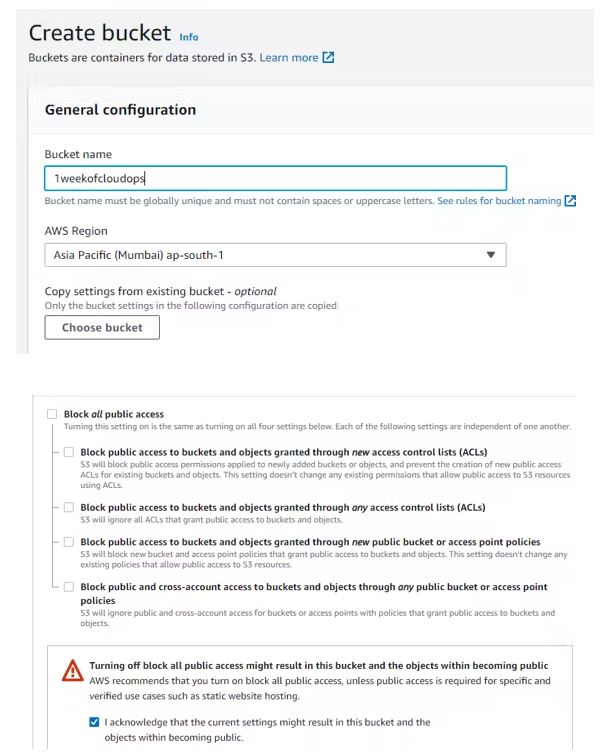 Create bucket Info
Buckets are containers for data stored in S3. Learn more
General configuration
Bucket name
1weekofcloudops
Bucket name must be globally unique and must not contain spaces or uppercase letters. See rules for bucket naming
AWS Region
Asia Pacific (Mumbai) ap-south-1
Copy settings from existing bucket - optional
Only the bucket settings in the following configuration are copied.
Choose bucket
Block all public access
Turning this setting on is the same as turning on all four settings below. Each of the following settings are independent of one another.
Block public access to buckets and objects granted through new access control lists (ACLs)
S3 will block public access permissions applied to newly added buckets or objects, and prevent the creation of new public access
ACLs for existing buckets and objects. This setting doesn't change any existing permissions that allow public access to S3 resources
using ACLs.
Block public access to buckets and objects granted through any access control lists (ACLs)
S3 will ignore all ACLs that grant public access to buckets and objects.
Block public access to buckets and objects granted through new public bucket or access point policies
S3 will block new bucket and access point policies that grant public access to buckets and objects. This setting doesn't change any
existing policies that allow public access to S3 resources.
Block public and cross-account access to buckets and objects through any public bucket or access point
policies
S3 will ignore public and cross-account access for buckets or access points with policies that grant public access to buckets and
objects.
Turning off block all public access might result in this bucket and the objects within becoming public
AWS recommends that you turn on block all public access, unless public access is required for specific and
verified use cases such as static website hosting.
I acknowledge that the current settings might result in this bucket and the
objects within becoming public.